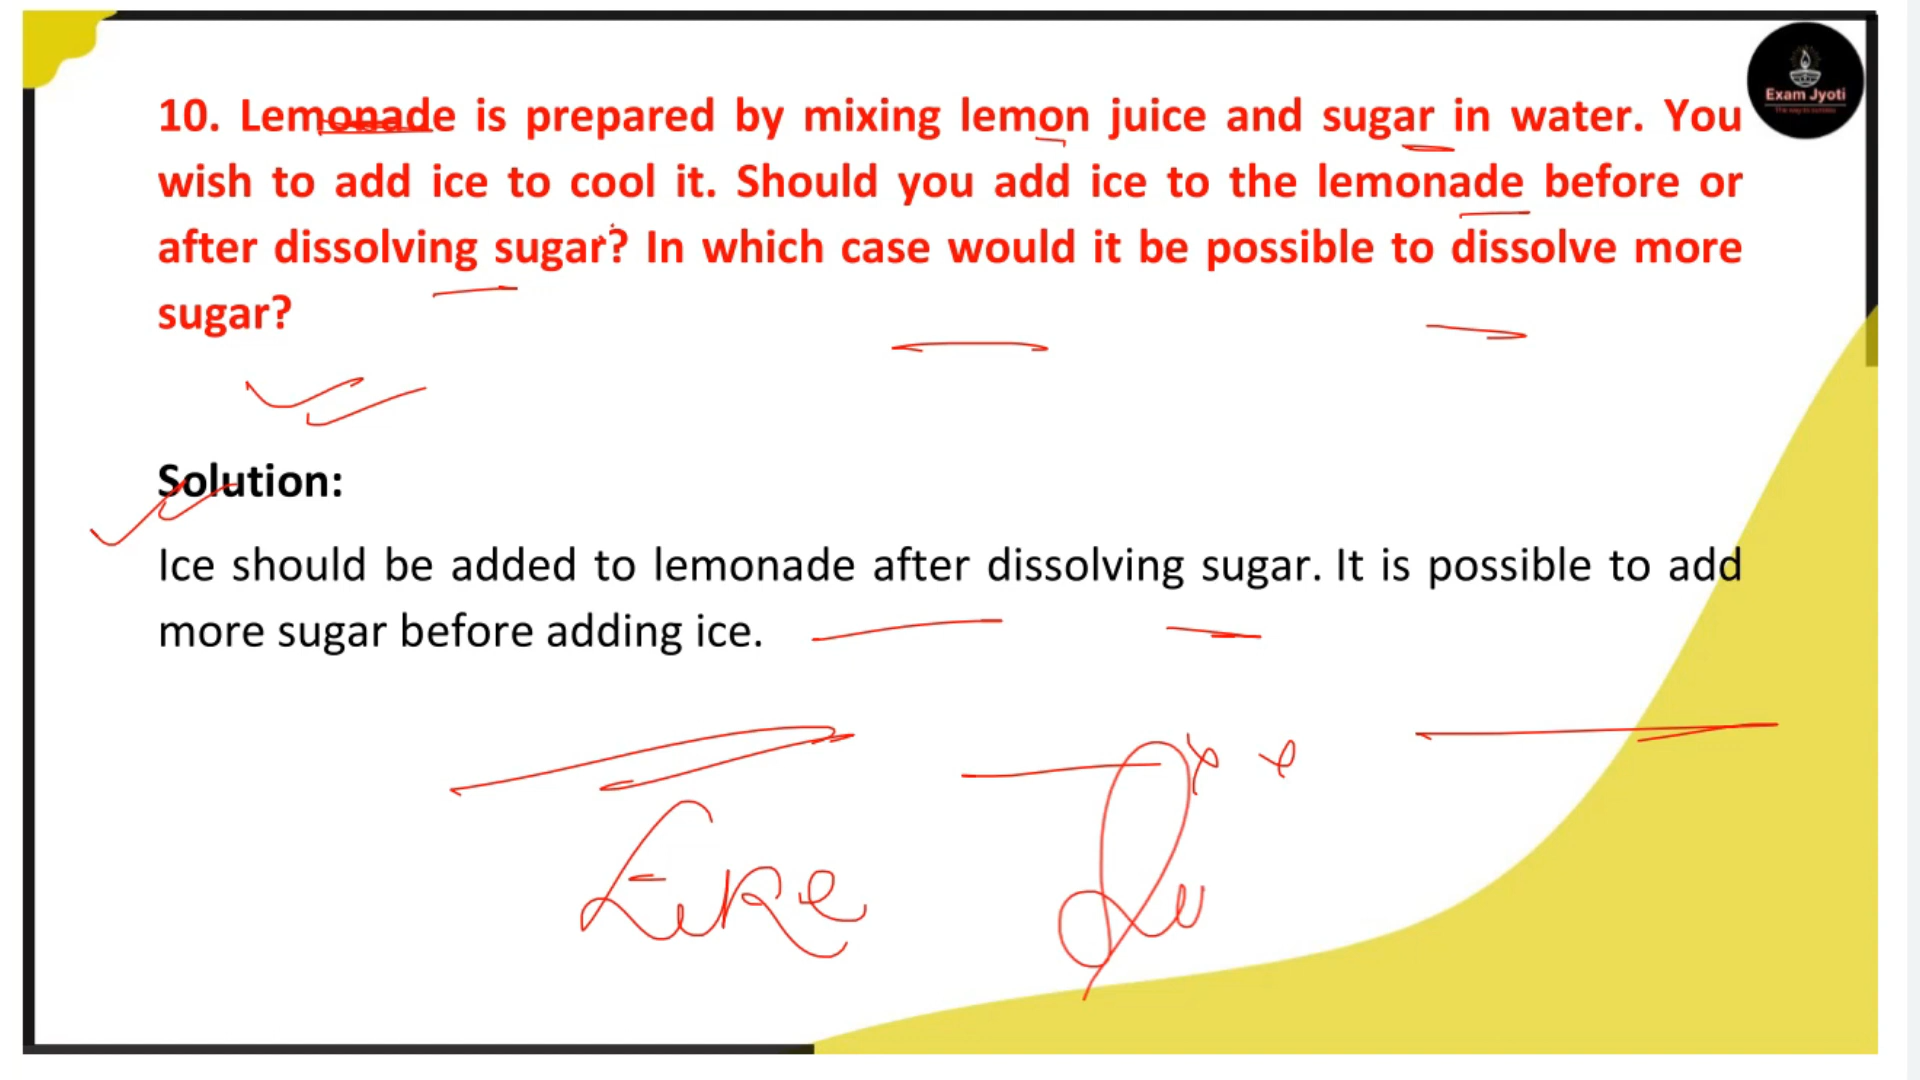 Exam Jyoti
10. Lemonade is prepared by mixing lemon juice and sugar in water. You
wish to add ice to cool it. Should you add ice to the lemonade before or
after dissolving sugar? In which case would it be possible to dissolve more
sugar?
Solution:
Ice should be added to lemonade after dissolving sugar. It is possible to add
more sugar before adding ice.
Like